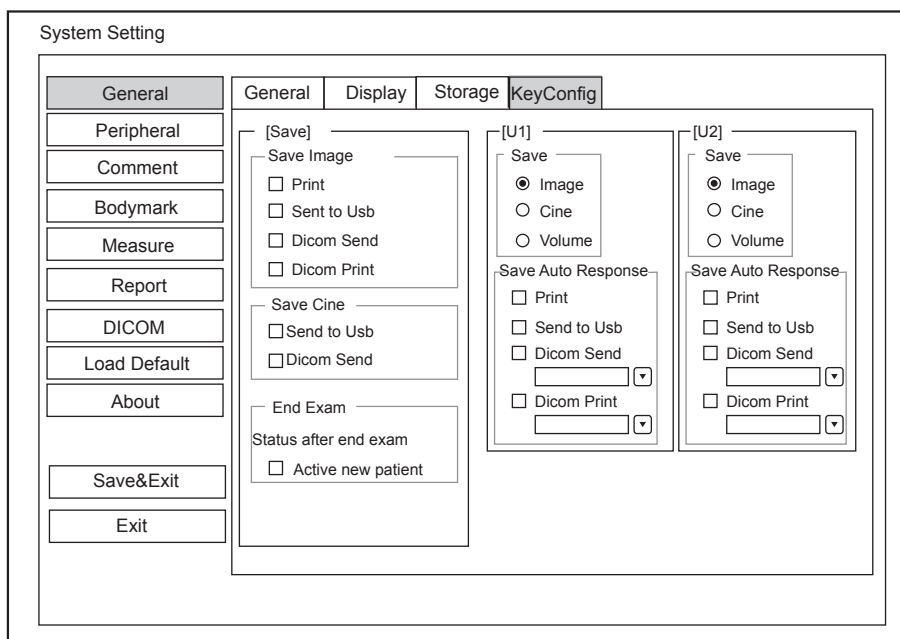 System Setting
General
Peripheral
Comment
Bodymark
Measure
Report
DICOM
Load Default
About
Save&Exit
Exit
General Display Storage KeyConfig
[Save]
Save Image
Print
Sent to Usb
Dicom Send
Dicom Print
Save Cine
Send to Usb
Dicom Send
End Exam
Status after end exam
Active new patient
[U1]
Save
Image
Cine
Volume
Save Auto Response
Print
Send to Usb
Dicom Send
Dicom Print
[U2]
Save
Image
Cine
Volume
Save Auto Response
Print
Send to Usb
Dicom Send
Dicom Print